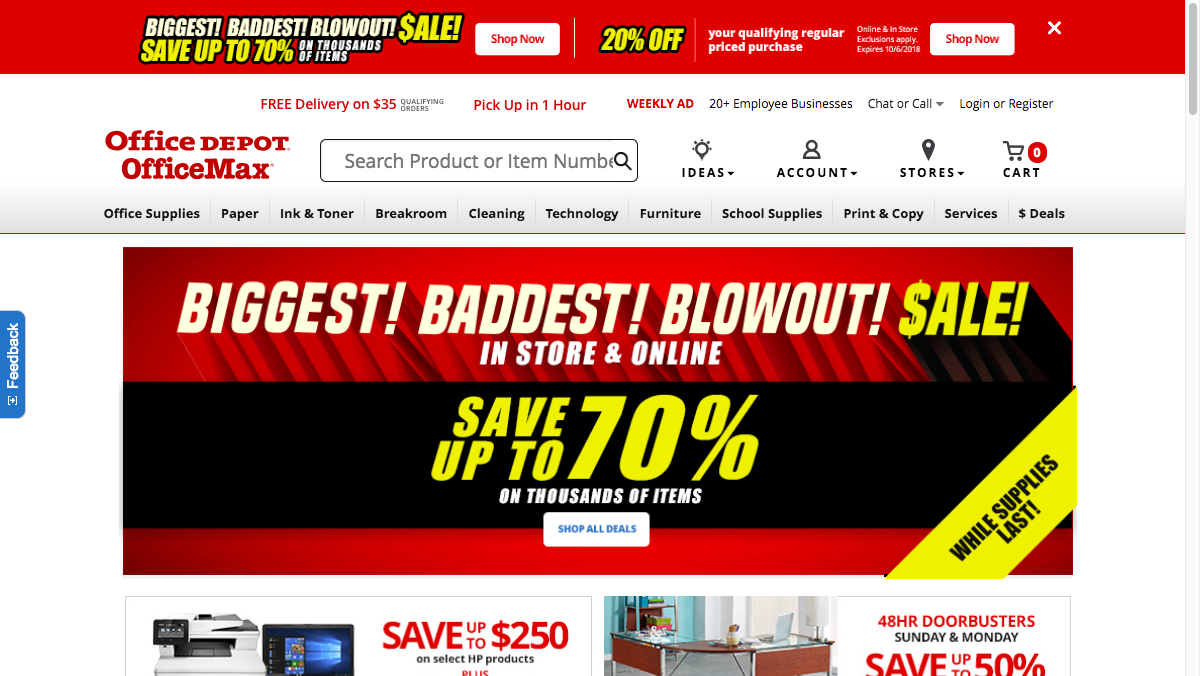 BIGGEST! BADDEST! BLOWOUT! $ALE!
SAVE UP TO 70% ON THOUSANDS OF ITEMS
Shop Now
20% OFF
your qualifying regular
priced purchase
Online & In Store
Exclusions apply.
Expires 10/6/2018
Shop Now
FREE Delivery on $35 QUALIFYING ORDERS
Pick Up in 1 Hour
WEEKLY AD
20+ Employee Businesses
Chat or Call
Login or Register
Office DEPOT
OfficeMax
Search Product or Item Numbe
IDEAS
ACCOUNT
STORES
0
CART
Office Supplies
Paper
Ink & Toner
Breakroom
Cleaning
Technology
Furniture
School Supplies
Print & Copy
Services
$ Deals
BIGGEST! BADDEST! BLOWOUT! $ALE!
IN STORE & ONLINE
SAVE
UP TO 70%
ON THOUSANDS OF ITEMS
SHOP ALL DEALS
WHILE SUPPLIES
LAST!
Feedback
SAVE UP TO $250
on select HP products
PLUS
48HR DOORBUSTERS
SUNDAY & MONDAY
SAVE UP TO 50%